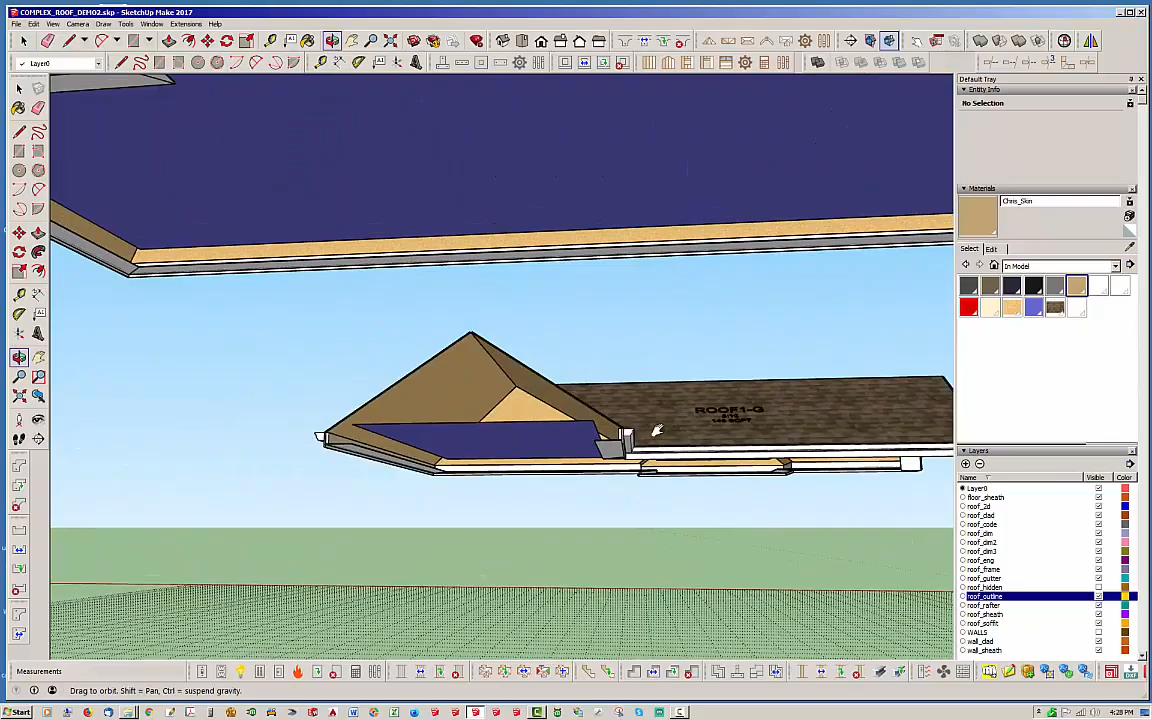 COMPLEX_ROOF_DEMO2.skp - SketchUp Make 2017
File Edit View Camera Draw Tools Window Extensions Help
Layer0
Default Tray
Entity Info
No Selection
Materials
Chris_Skin
Select Edit
In Model
ROOF1-G
Layers
Name Visible Color
Layer0
floor_sheath
roof_2d
roof_clad
roof_code
roof_dim
roof_dim2
roof_dim3
roof_eng
roof_frame
roof_gutter
roof_hidden
roof_outline
roof_rafter
roof_sheath
roof_soffit
WALLS
wall_clad
wall_sheath
Measurements
Drag to orbit. Shift = Pan, Ctrl = suspend gravity.
Start
4:28 PM